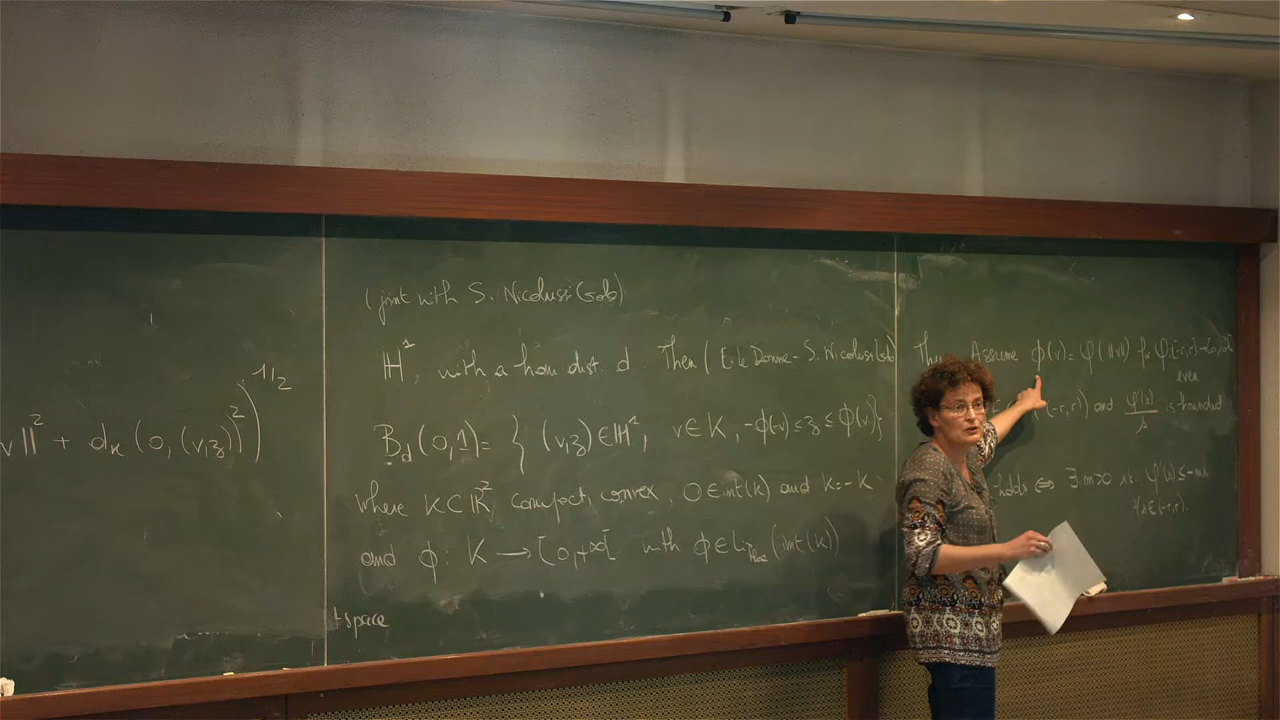 v‖² + d_K(0,(v,z))²)^{1/2}
(joint with S. Nicolussi Golo)
ℍ¹, with a hom dist. d. Then (E. Le Donne - S. Nicolussi Golo)
B_d(0,1) = { (v,z) ∈ ℍ¹, v ∈ K, -ϕ(-v) ≤ z ≤ ϕ(v) }
where K ⊂ ℝ², compact, convex, 0 ∈ int(K) and K = -K
and ϕ : K → [0,+∞[ with ϕ ∈ Lip_loc(int(K))
t space
Assume ϕ(v) = φ(‖v‖) for φ:
even
(-r,r)) and φ'(s)/s is bounded
holds ⇔ ∃ m>0 st. φ'(s) ≤ -ms
∀s∈(-r,r).